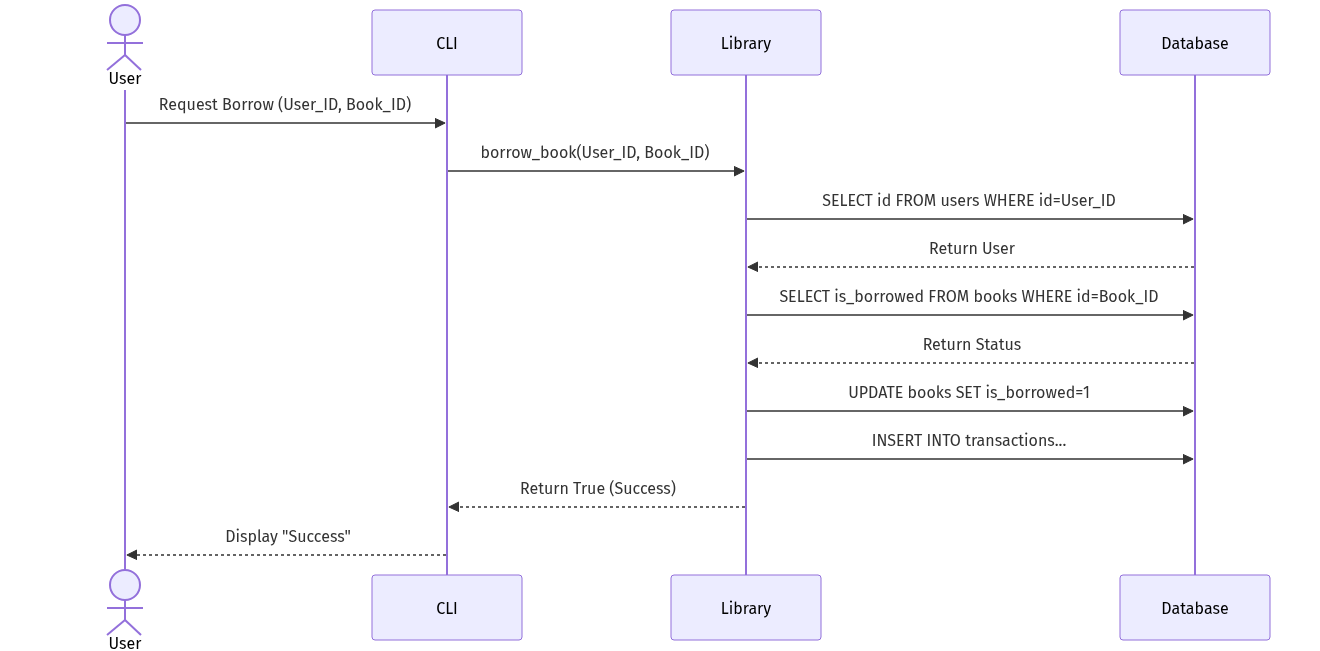 User
CLI
Library
Database
Request Borrow (User_ID, Book_ID)
borrow_book(User_ID, Book_ID)
SELECT id FROM users WHERE id=User_ID
Return User
SELECT is_borrowed FROM books WHERE id=Book_ID
Return Status
UPDATE books SET is_borrowed=1
INSERT INTO transactions...
Return True (Success)
Display "Success"
User
CLI
Library
Database